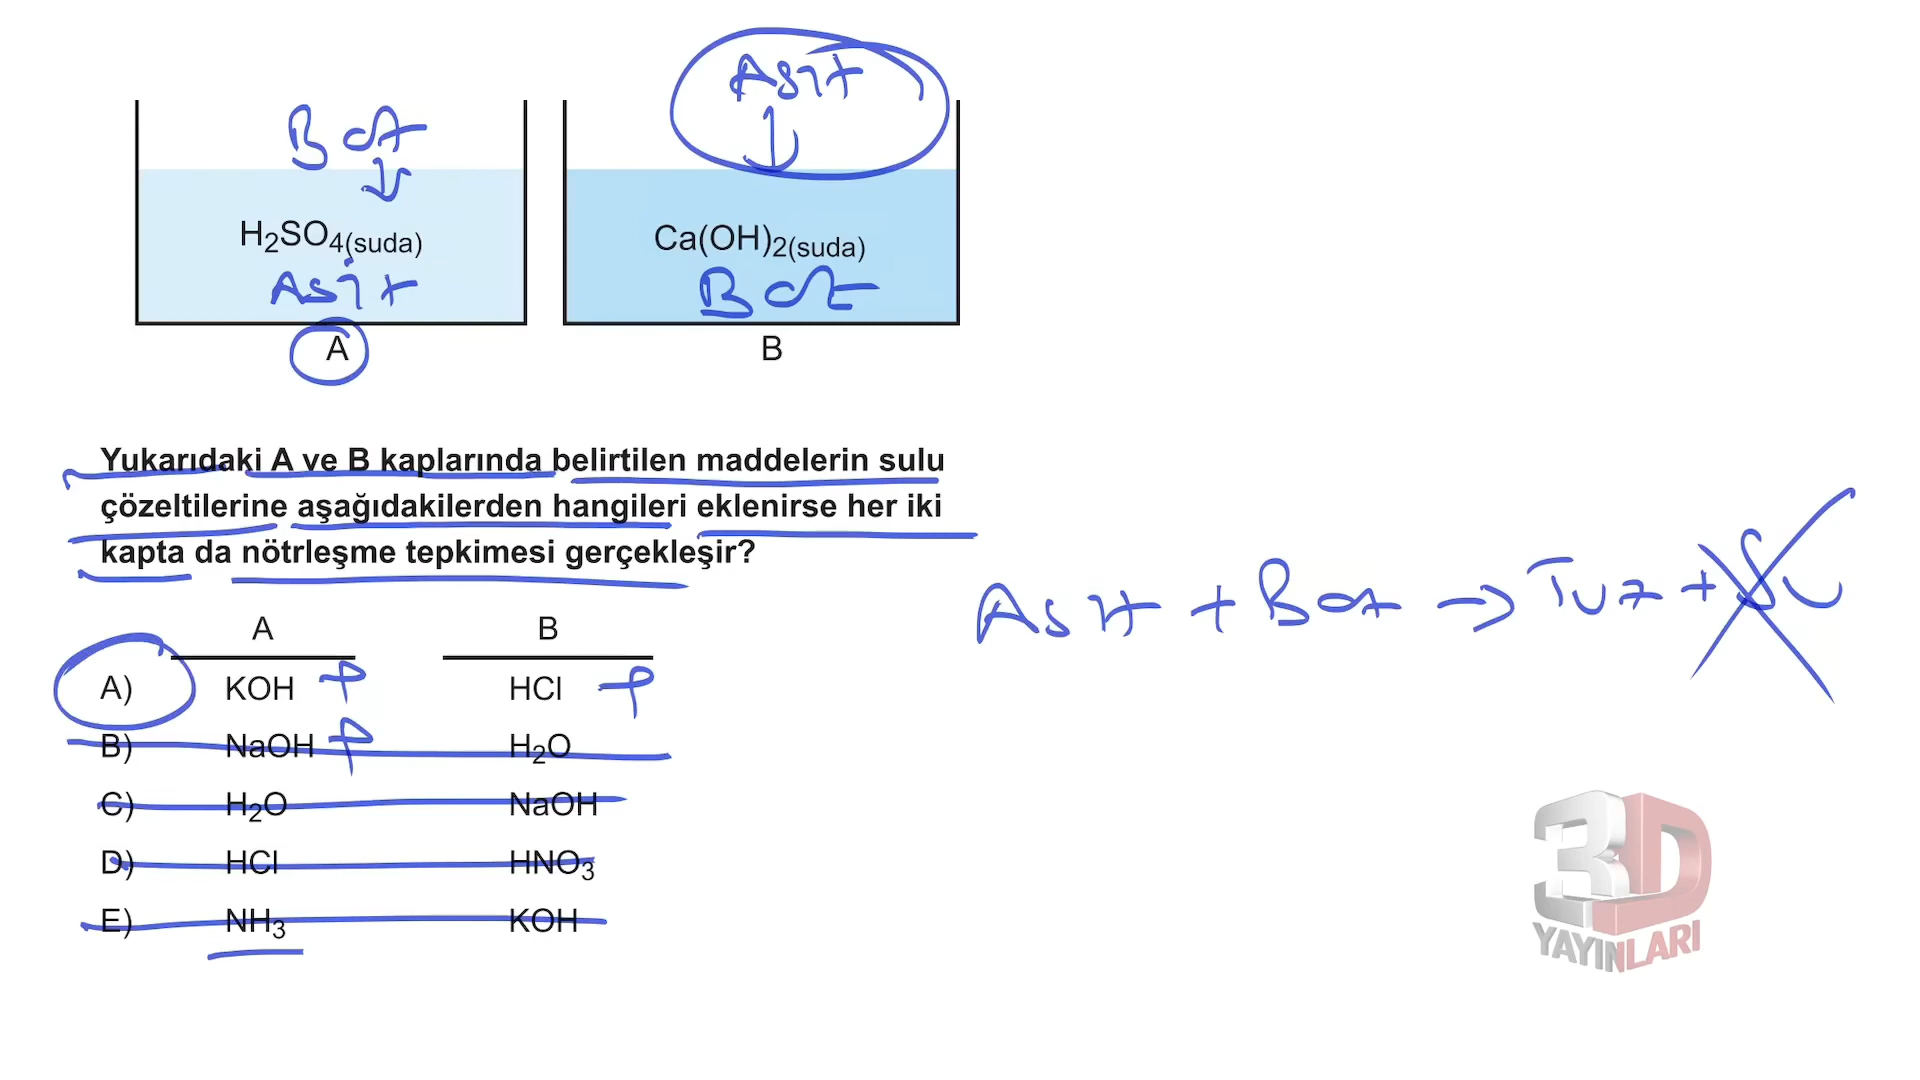 Asit
Baz
H2SO4(suda)
Ca(OH)2(suda)
Asit
Baz
A
B
Yukarıdaki A ve B kaplarında belirtilen maddelerin sulu
çözeltilerine aşağıdakilerden hangileri eklenirse her iki
kapta da nötrleşme tepkimesi gerçekleşir?
Asit + Baz → Tuz + Su
A B
A) KOH HCl
B) NaOH H2O
C) H2O NaOH
D) HCl HNO3
E) NH3 KOH
3D
YAYINLARI